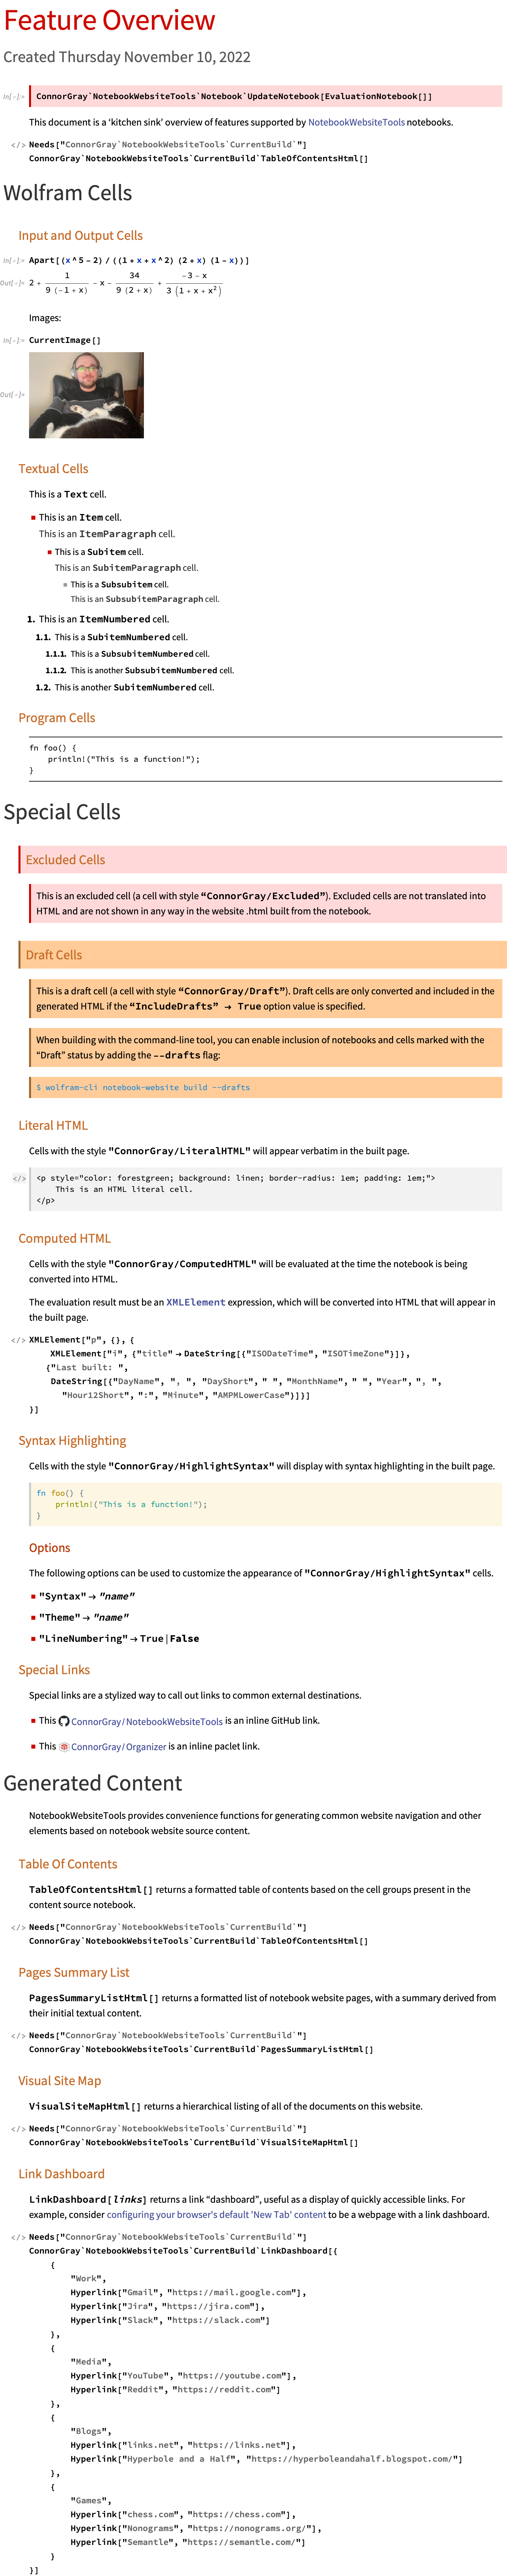 Feature Overview
Created Thursday November 10, 2022
In[◦]:= ConnorGray`NotebookWebsiteTools`Notebook`UpdateNotebook[EvaluationNotebook[]]
This document is a ‘kitchen sink’ overview of features supported by NotebookWebsiteTools notebooks.
</> Needs["ConnorGray`NotebookWebsiteTools`CurrentBuild`"]
ConnorGray`NotebookWebsiteTools`CurrentBuild`TableOfContentsHtml[]
Wolfram Cells
Input and Output Cells
In[◦]:= Apart[(x^5 - 2) / ((1 + x + x^2) (2 + x) (1 - x))]
Out[◦]= 2 + 1/(9 (-1 + x)) - x - 34/(9 (2 + x)) + (-3 - x)/(3 (1 + x + x²))
Images:
In[◦]:= CurrentImage[]
Out[◦]=
Textual Cells
This is a Text cell.
This is an Item cell.
This is an ItemParagraph cell.
This is a Subitem cell.
This is an SubitemParagraph cell.
This is a Subsubitem cell.
This is an SubsubitemParagraph cell.
1. This is an ItemNumbered cell.
1.1. This is a SubitemNumbered cell.
1.1.1. This is a SubsubitemNumbered cell.
1.1.2. This is another SubsubitemNumbered cell.
1.2. This is another SubitemNumbered cell.
Program Cells
fn foo() {
    println!("This is a function!");
}
Special Cells
Excluded Cells
This is an excluded cell (a cell with style “ConnorGray/Excluded”). Excluded cells are not translated into
HTML and are not shown in any way in the website .html built from the notebook.
Draft Cells
This is a draft cell (a cell with style “ConnorGray/Draft”). Draft cells are only converted and included in the
generated HTML if the “IncludeDrafts” → True option value is specified.
When building with the command-line tool, you can enable inclusion of notebooks and cells marked with the
“Draft” status by adding the --drafts flag:
$ wolfram-cli notebook-website build --drafts
Literal HTML
Cells with the style "ConnorGray/LiteralHTML" will appear verbatim in the built page.
</> <p style="color: forestgreen; background: linen; border-radius: 1em; padding: 1em;">
    This is an HTML literal cell.
</p>
Computed HTML
Cells with the style "ConnorGray/ComputedHTML" will be evaluated at the time the notebook is being
converted into HTML.
The evaluation result must be an XMLElement expression, which will be converted into HTML that will appear in
the built page.
</> XMLElement["p", {}, {
XMLElement["i", {"title" → DateString[{"ISODateTime", "ISOTimeZone"}]},
{"Last built: ",
DateString[{"DayName", ", ", "DayShort", " ", "MonthName", " ", "Year", ", ",
"Hour12Short", ":", "Minute", "AMPMLowerCase"}]}]
}]
Syntax Highlighting
Cells with the style "ConnorGray/HighlightSyntax" will display with syntax highlighting in the built page.
fn foo() {
    println!("This is a function!");
}
Options
The following options can be used to customize the appearance of "ConnorGray/HighlightSyntax" cells.
"Syntax" → "name"
"Theme" → "name"
"LineNumbering" → True | False
Special Links
Special links are a stylized way to call out links to common external destinations.
This ConnorGray/NotebookWebsiteTools is an inline GitHub link.
This ConnorGray/Organizer is an inline paclet link.
Generated Content
NotebookWebsiteTools provides convenience functions for generating common website navigation and other
elements based on notebook website source content.
Table Of Contents
TableOfContentsHtml[] returns a formatted table of contents based on the cell groups present in the
content source notebook.
</> Needs["ConnorGray`NotebookWebsiteTools`CurrentBuild`"]
ConnorGray`NotebookWebsiteTools`CurrentBuild`TableOfContentsHtml[]
Pages Summary List
PagesSummaryListHtml[] returns a formatted list of notebook website pages, with a summary derived from
their initial textual content.
</> Needs["ConnorGray`NotebookWebsiteTools`CurrentBuild`"]
ConnorGray`NotebookWebsiteTools`CurrentBuild`PagesSummaryListHtml[]
Visual Site Map
VisualSiteMapHtml[] returns a hierarchical listing of all of the documents on this website.
</> Needs["ConnorGray`NotebookWebsiteTools`CurrentBuild`"]
ConnorGray`NotebookWebsiteTools`CurrentBuild`VisualSiteMapHtml[]
Link Dashboard
LinkDashboard[links] returns a link “dashboard”, useful as a display of quickly accessible links. For
example, consider configuring your browser's default 'New Tab' content to be a webpage with a link dashboard.
</> Needs["ConnorGray`NotebookWebsiteTools`CurrentBuild`"]
ConnorGray`NotebookWebsiteTools`CurrentBuild`LinkDashboard[{
{
"Work",
Hyperlink["Gmail", "https://mail.google.com"],
Hyperlink["Jira", "https://jira.com"],
Hyperlink["Slack", "https://slack.com"]
},
{
"Media",
Hyperlink["YouTube", "https://youtube.com"],
Hyperlink["Reddit", "https://reddit.com"]
},
{
"Blogs",
Hyperlink["links.net", "https://links.net"],
Hyperlink["Hyperbole and a Half", "https://hyperboleandahalf.blogspot.com/"]
},
{
"Games",
Hyperlink["chess.com", "https://chess.com"],
Hyperlink["Nonograms", "https://nonograms.org/"],
Hyperlink["Semantle", "https://semantle.com/"]
}
}]